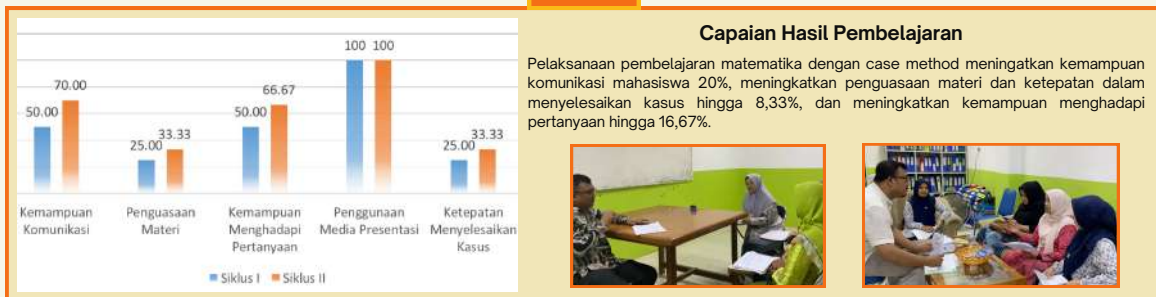 100 100
70.00
66.67
50.00
50.00
33.33
25.00
33.33
25.00
Kemampuan Komunikasi
Penguasaan Materi
Kemampuan Menghadapi Pertanyaan
Penggunaan Media Presentasi
Ketepatan Menyelesaikan Kasus
Siklus I Siklus II
Capaian Hasil Pembelajaran
Pelaksanaan pembelajaran matematika dengan case method meningatkan kemampuan
komunikasi mahasiswa 20%, meningkatkan penguasaan materi dan ketepatan dalam
menyelesaikan kasus hingga 8,33%, dan meningkatkan kemampuan menghadapi
pertanyaan hingga 16,67%.